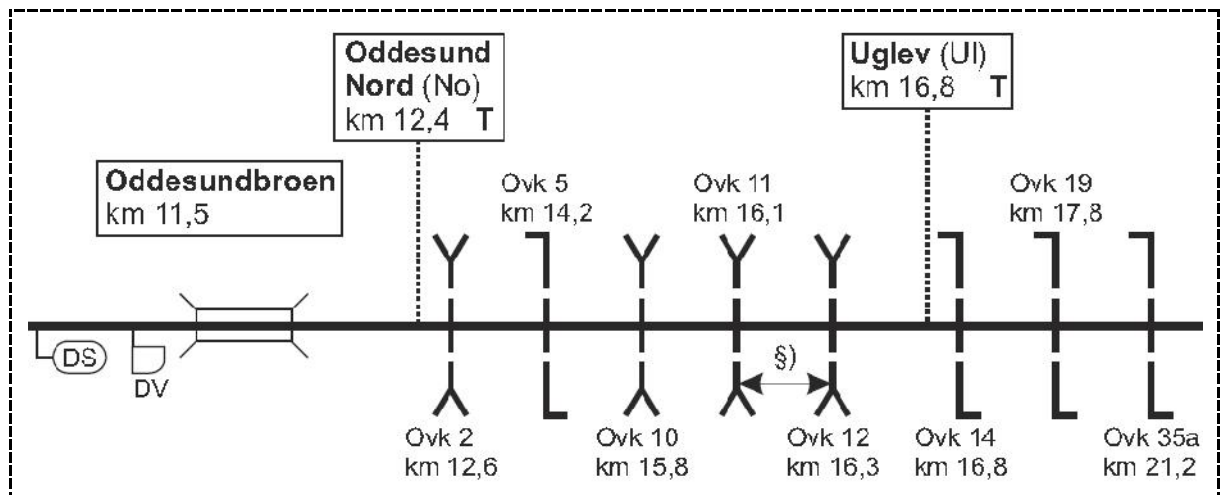 Oddesund
Nord (No)
km 12,4 T
Uglev (Ul)
km 16,8 T
Oddesundbroen
km 11,5
Ovk 5
km 14,2
Ovk 11
km 16,1
Ovk 19
km 17,8
DS
DV
§)
Ovk 2
km 12,6
Ovk 10
km 15,8
Ovk 12
km 16,3
Ovk 14
km 16,8
Ovk 35a
km 21,2